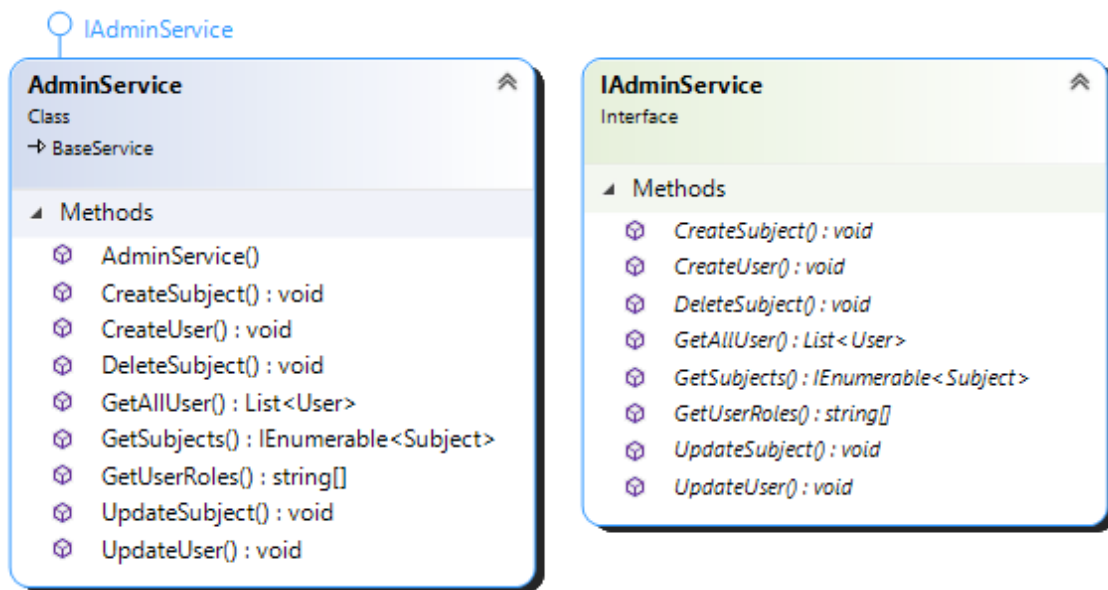 IAdminService
AdminService
Class
BaseService
Methods
AdminService()
CreateSubject() : void
CreateUser() : void
DeleteSubject() : void
GetAllUser() : List<User>
GetSubjects() : IEnumerable<Subject>
GetUserRoles() : string[]
UpdateSubject() : void
UpdateUser() : void
IAdminService
Interface
Methods
CreateSubject() : void
CreateUser() : void
DeleteSubject() : void
GetAllUser() : List<User>
GetSubjects() : IEnumerable<Subject>
GetUserRoles() : string[]
UpdateSubject() : void
UpdateUser() : void